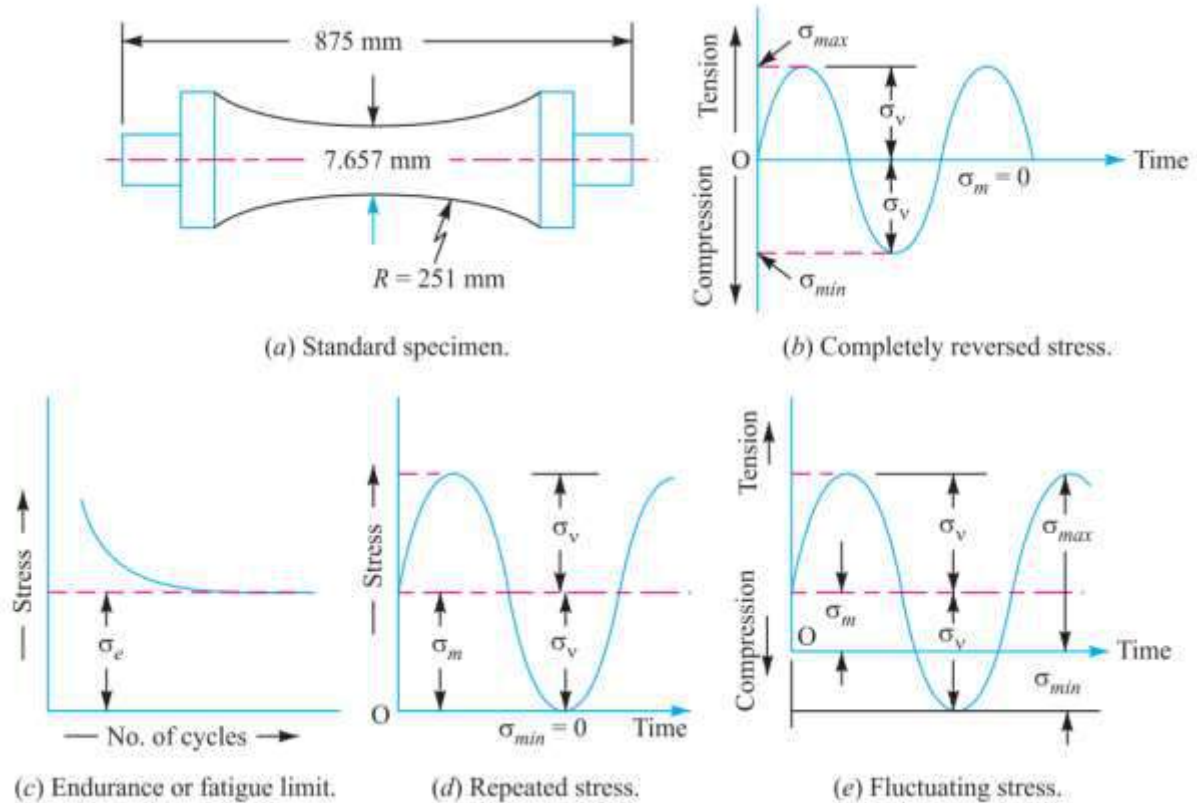 875 mm
7.657 mm
R = 251 mm
(a) Standard specimen.
Tension
Compression
σmax
σv
O
Time
σm = 0
σv
σmin
(b) Completely reversed stress.
Stress
σe
No. of cycles
(c) Endurance or fatigue limit.
Stress
σv
σm
σv
O
σmin = 0
Time
(d) Repeated stress.
Tension
Compression
σv
σmax
σm
O
σv
Time
σmin
(e) Fluctuating stress.